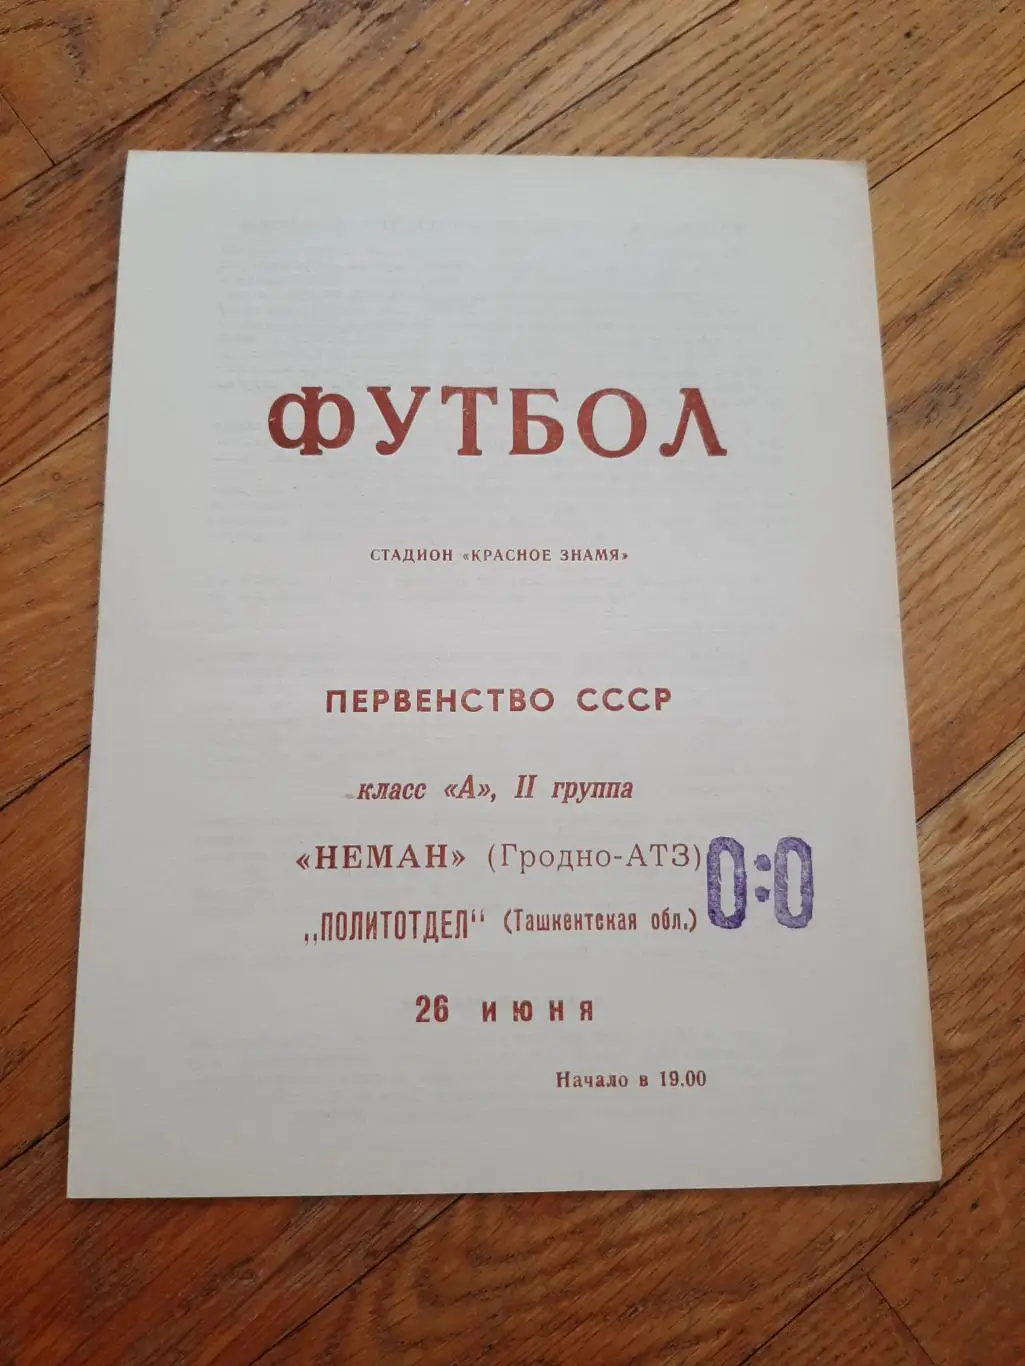 ФУТБОЛ
СТАДИОН «КРАСНОЕ ЗНАМЯ»
ПЕРВЕНСТВО СССР
класс «А», II группа
«НЕМАН» (Гродно-АТЗ) 0:0
„ПОЛИТОТДЕЛ“ (Ташкентская обл.)
26 июня
Начало в 19.00